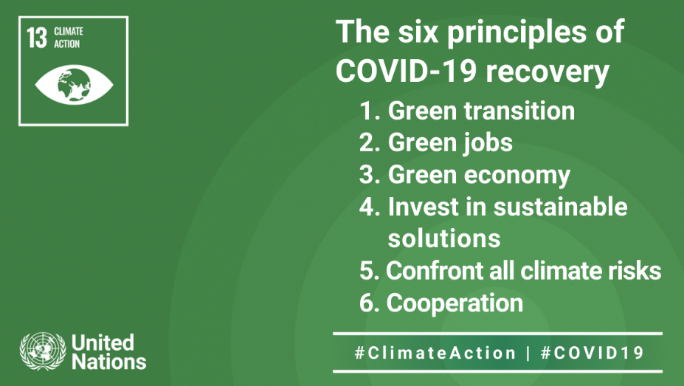 13 CLIMATE
ACTION
The six principles of
COVID-19 recovery
1. Green transition
2. Green jobs
3. Green economy
4. Invest in sustainable
solutions
5. Confront all climate risks
6. Cooperation
#ClimateAction | #COVID19
United
Nations